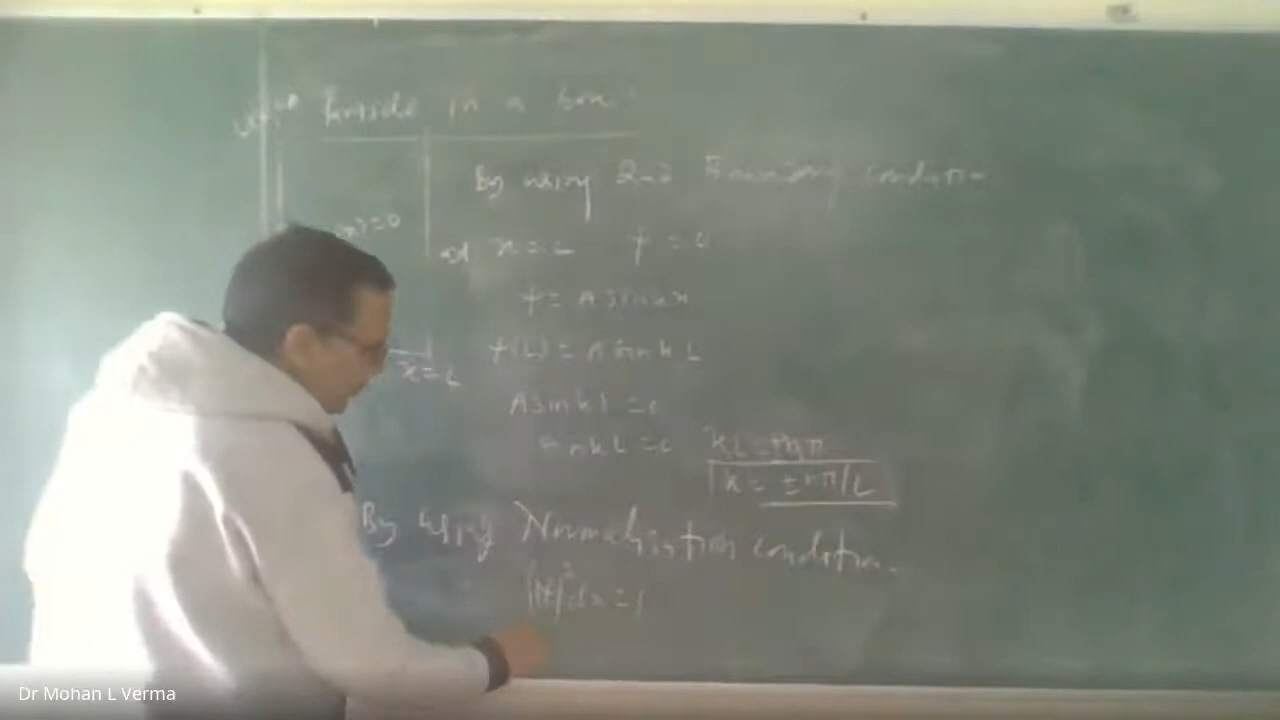 Particle in a box:
By using 2nd Boundary condition
at x = L ψ = 0
ψ = A sin kx
x = L
ψ(L) = A sin kL
A sin kL = 0
sin kL = 0 kL = ±nπ
k = ±nπ/L
By using Normalization condition.
∫|ψ|² dx = 1
Dr Mohan L Verma